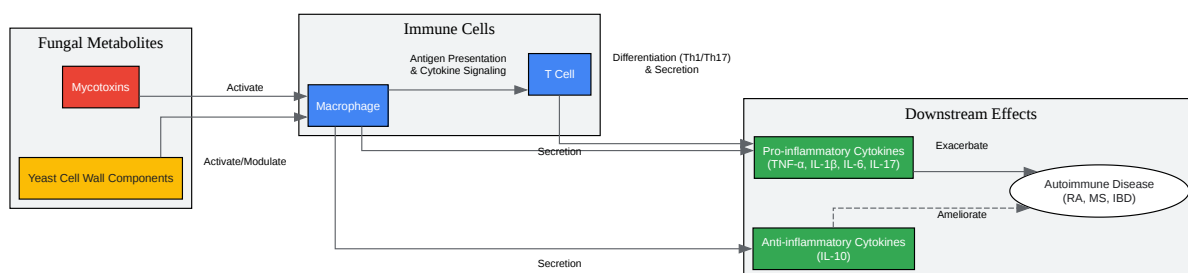 Fungal Metabolites
Mycotoxins
Yeast Cell Wall Components
Activate
Activate/Modulate
Immune Cells
Macrophage
Antigen Presentation
& Cytokine Signaling
T Cell
Differentiation (Th1/Th17)
& Secretion
Secretion
Secretion
Downstream Effects
Pro-inflammatory Cytokines
(TNF-α, IL-1β, IL-6, IL-17)
Exacerbate
Autoimmune Disease
(RA, MS, IBD)
Ameliorate
Anti-inflammatory Cytokines
(IL-10)